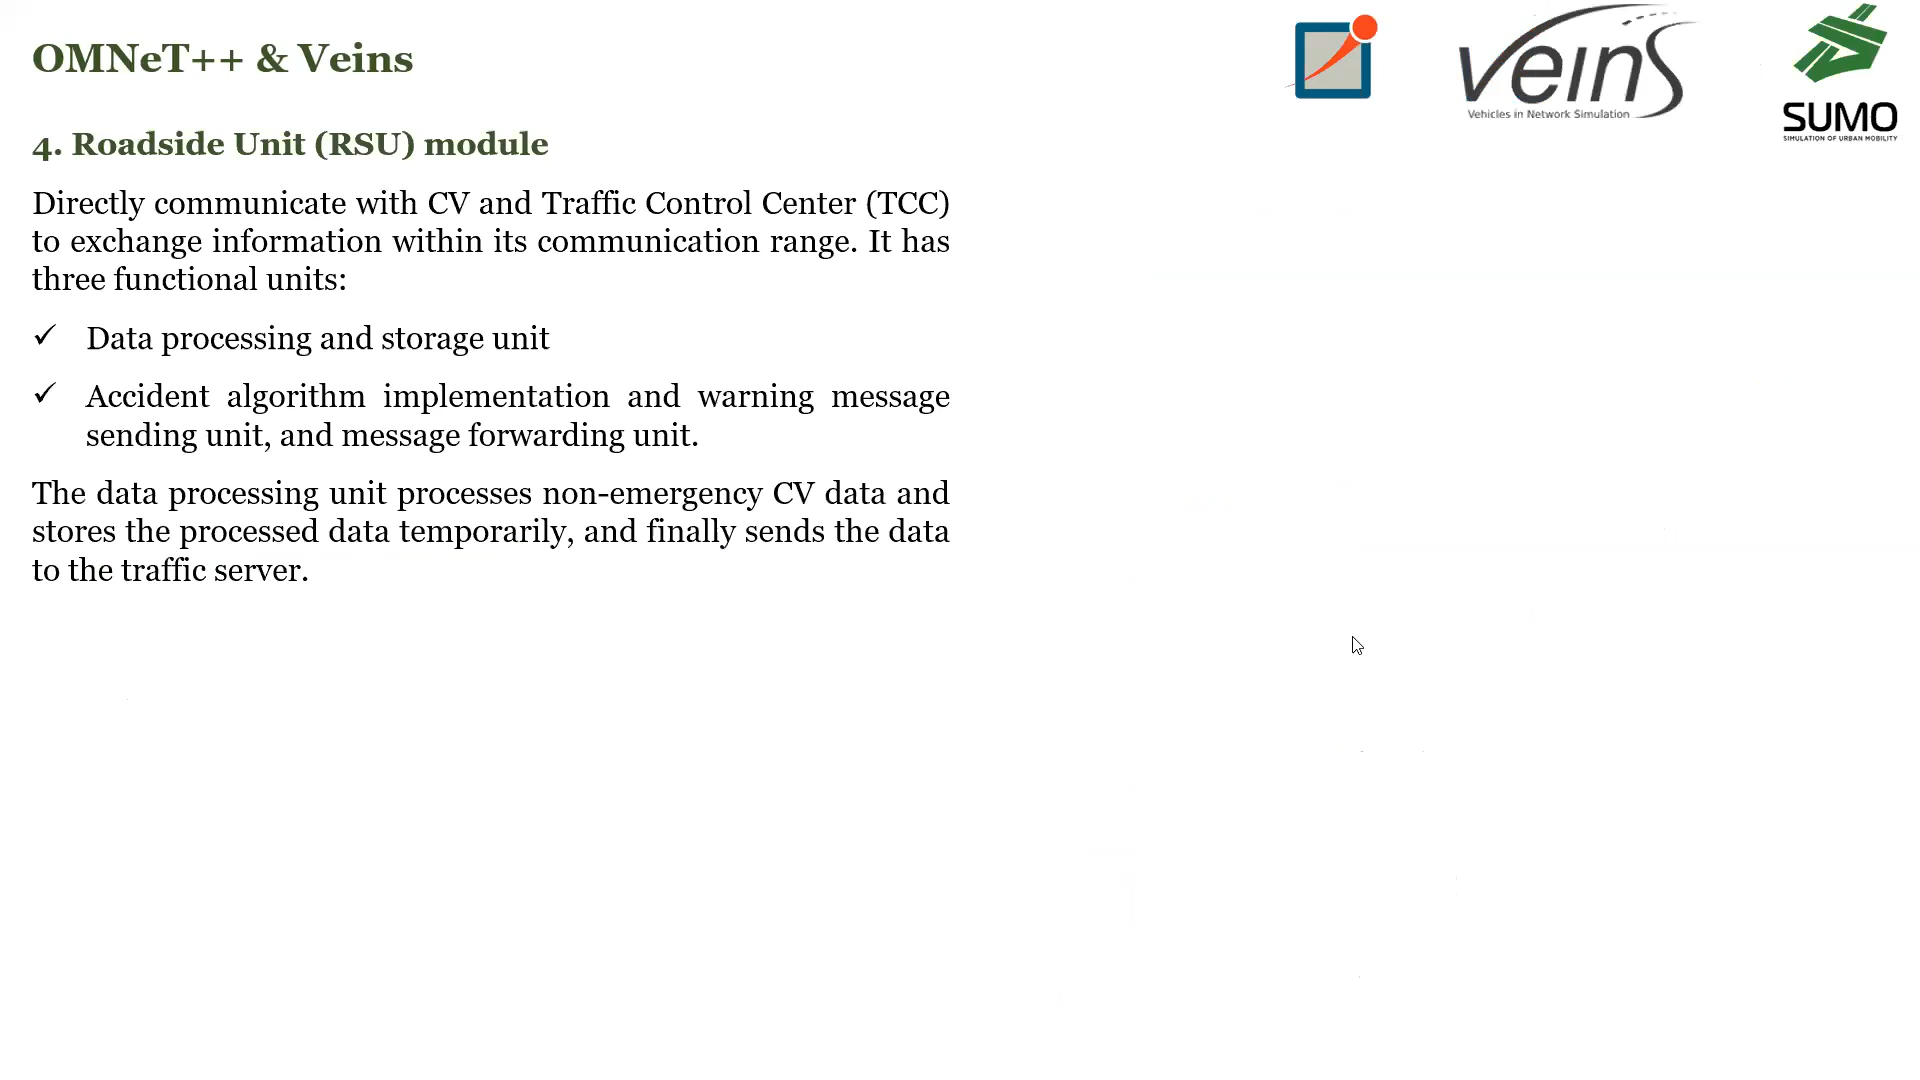 OMNeT++ & Veins
veins
Vehicles in Network Simulation
SUMO
SIMULATION OF URBAN MOBILITY
4. Roadside Unit (RSU) module
Directly communicate with CV and Traffic Control Center (TCC)
to exchange information within its communication range. It has
three functional units:
✓ Data processing and storage unit
✓ Accident algorithm implementation and warning message
sending unit, and message forwarding unit.
The data processing unit processes non-emergency CV data and
stores the processed data temporarily, and finally sends the data
to the traffic server.